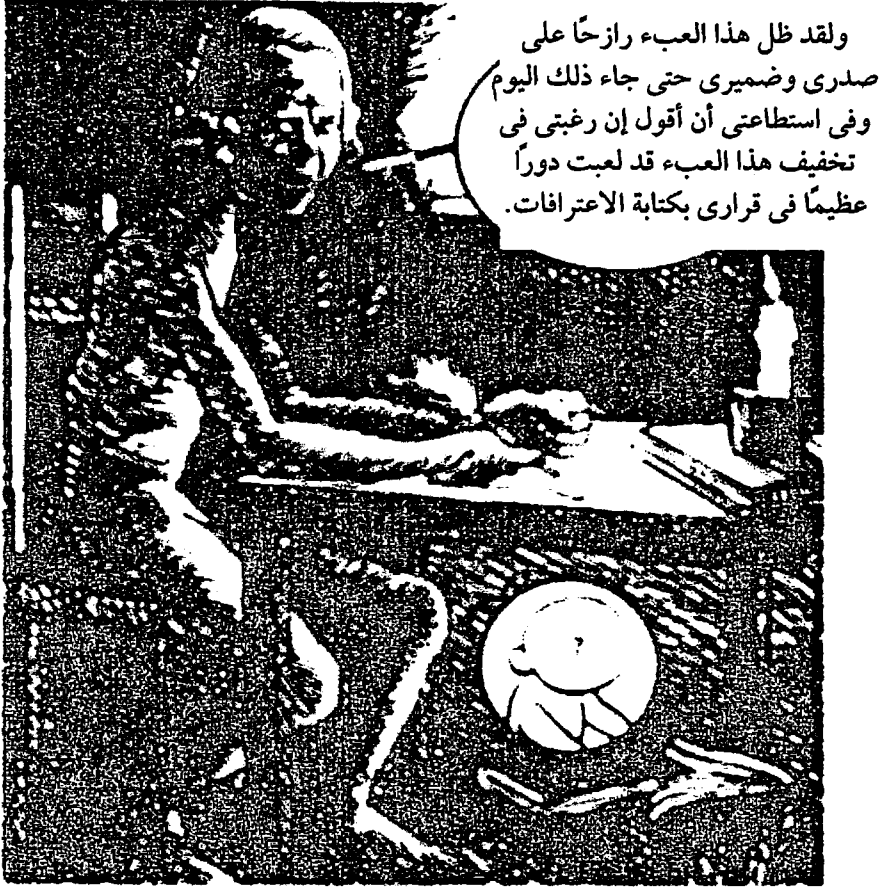 ولقد ظل هذا العبء رازحًا على
صدرى وضميرى حتى جاء ذلك اليوم
وفى استطاعتى أن أقول إن رغبتى فى
تخفيف هذا العبء قد لعبت دورًا
عظيمًا فى قرارى بكتابة الاعترافات.